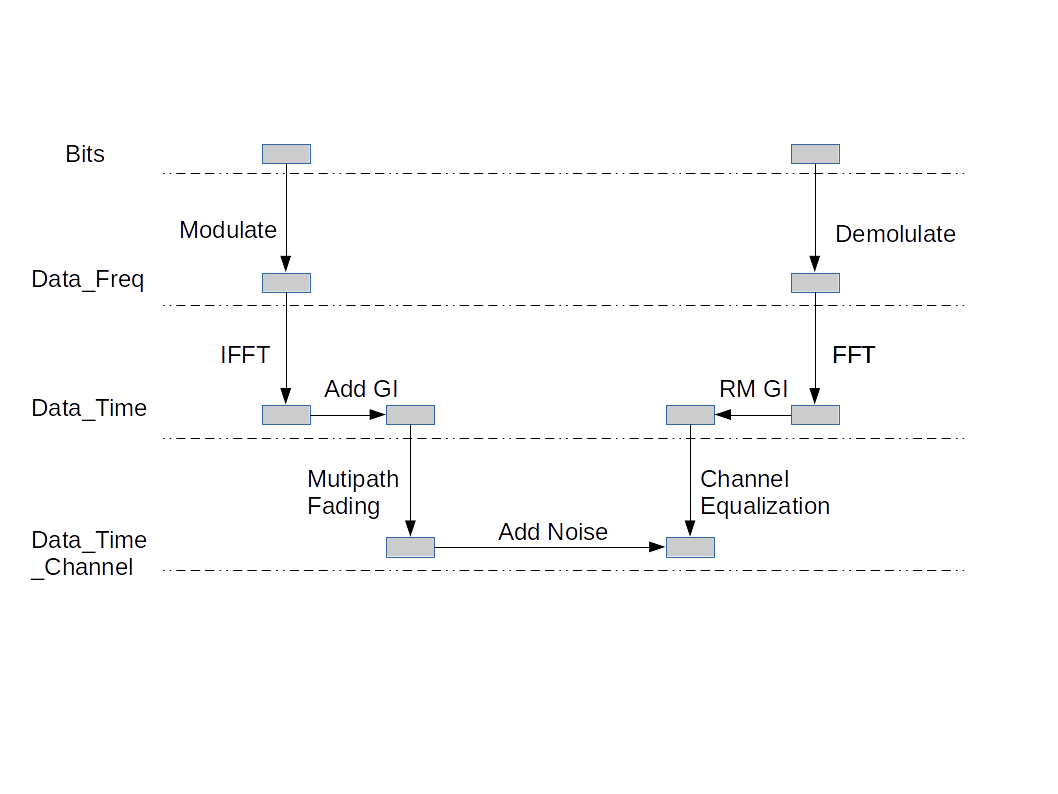 Bits
Modulate
Demolulate
Data_Freq
IFFT
FFT
Add GI
RM GI
Data_Time
Mutipath
Fading
Channel
Equalization
Add Noise
Data_Time
_Channel